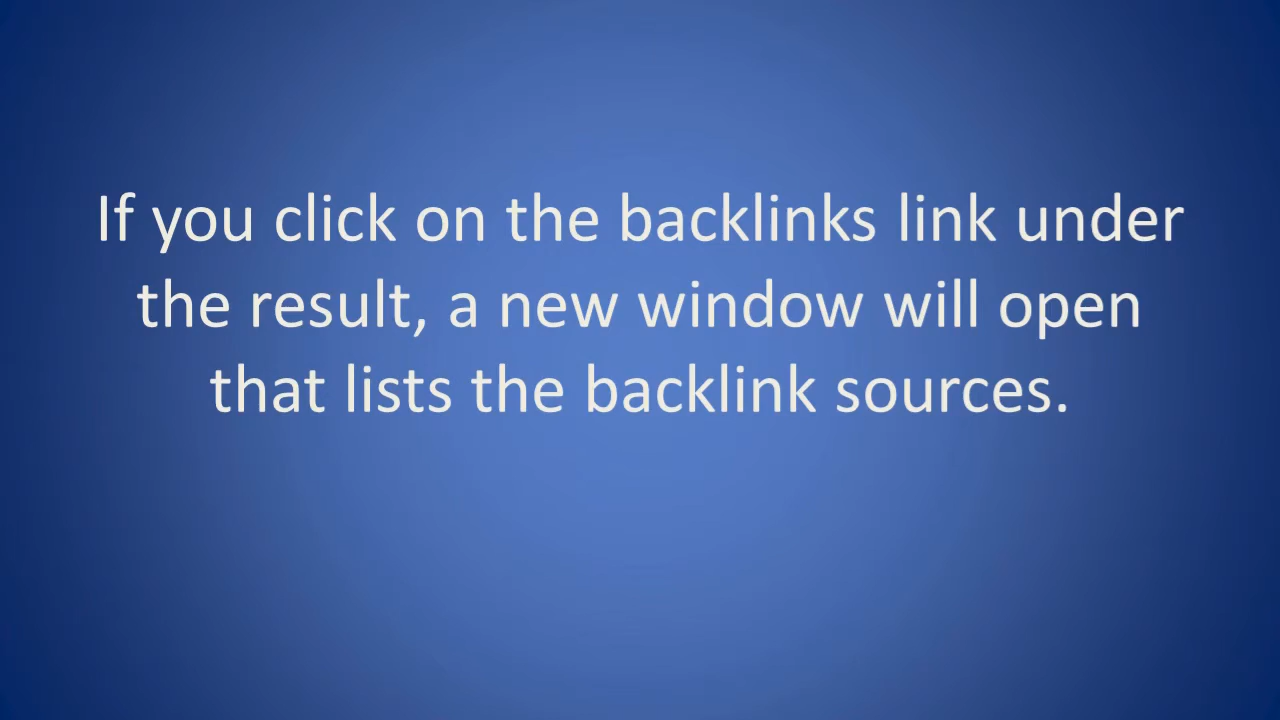 If you click on the backlinks link under
the result, a new window will open
that lists the backlink sources.